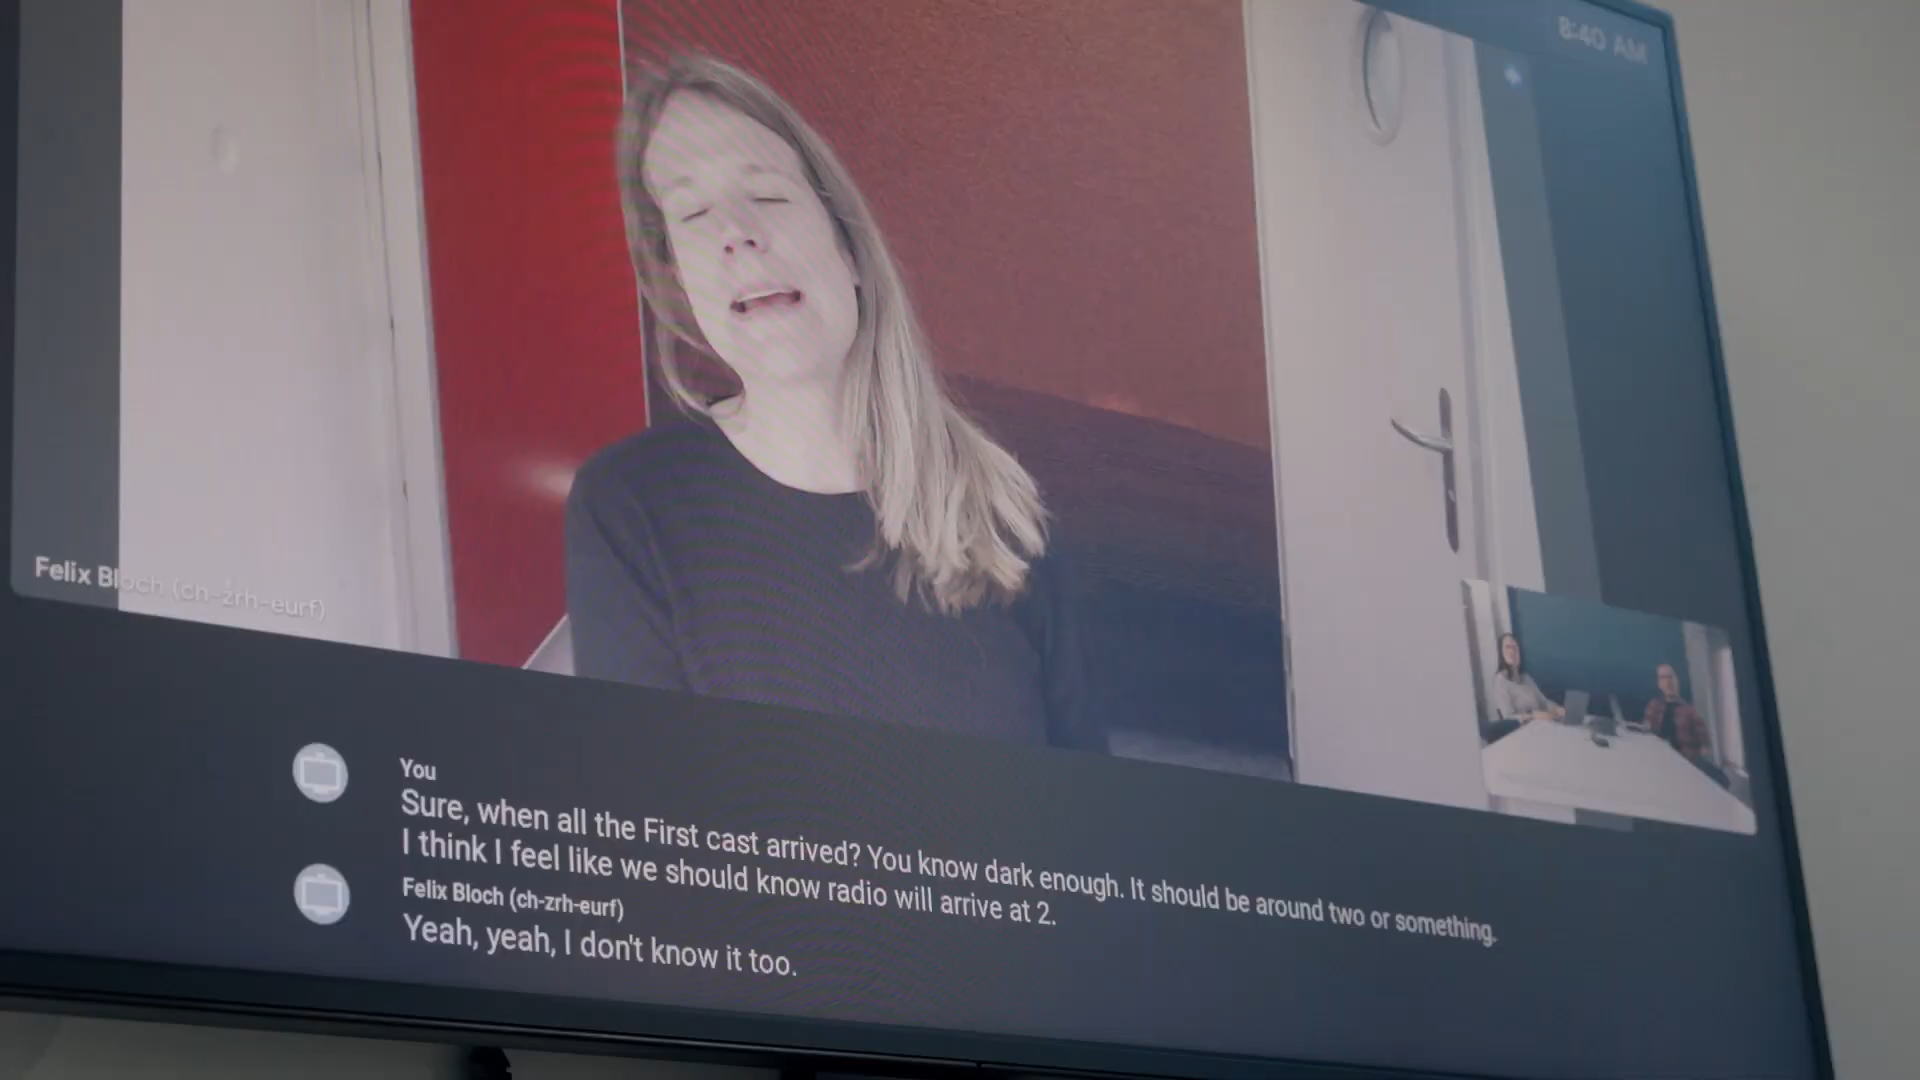 8:40 AM
Felix Bloch (ch-zrh-eurf)
You
Sure, when all the First cast arrived? You know dark enough. It should be around two or something.
I think I feel like we should know radio will arrive at 2.
Felix Bloch (ch-zrh-eurf)
Yeah, yeah, I don't know it too.